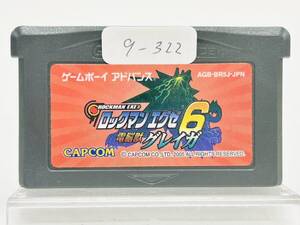 9-322
ゲームボーイ アドバンス
AGB-BR5J-JPN
ROCKMAN EXE 6
ロックマンエグゼ6
電脳獣グレイガ
CAPCOM
© CAPCOM CO., LTD. 2005 ALL RIGHTS RESERVED.